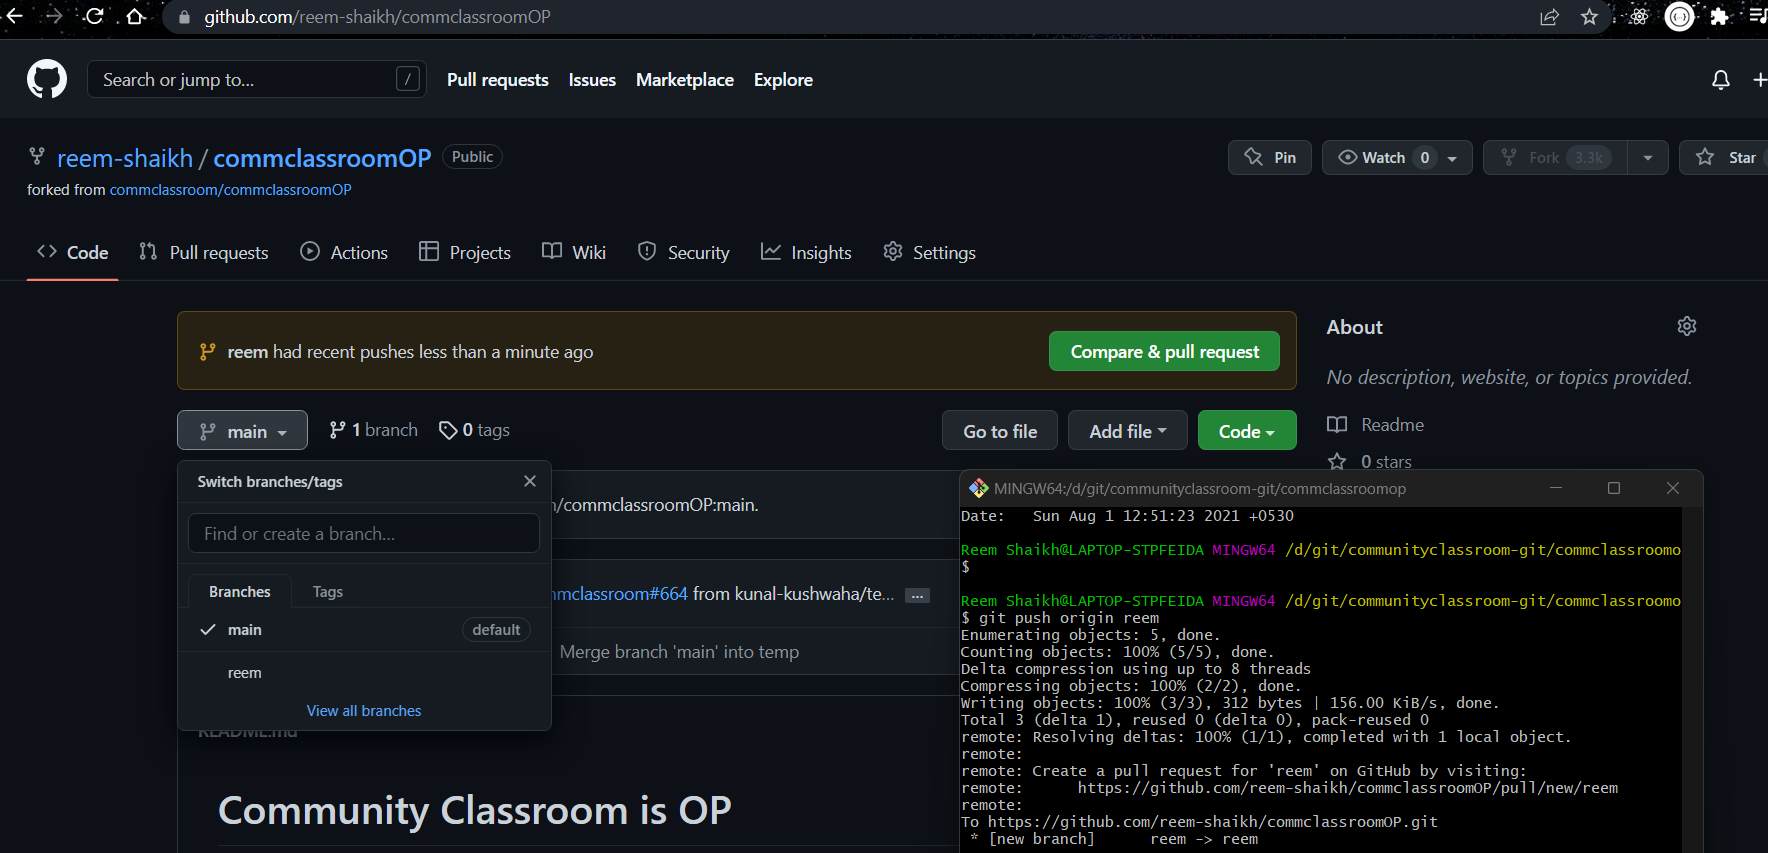 github.com/reem-shaikh/commclassroomOP
Search or jump to...
/
Pull requests
Issues
Marketplace
Explore
reem-shaikh / commclassroomOP
Public
forked from commclassroom/commclassroomOP
Pin
Watch 0
Fork 3.3k
Star
Code
Pull requests
Actions
Projects
Wiki
Security
Insights
Settings
reem had recent pushes less than a minute ago
Compare & pull request
main
1 branch
0 tags
Go to file
Add file
Code
Switch branches/tags
Find or create a branch...
Branches
Tags
main
default
reem
View all branches
/commclassroomOP:main.
mclassroom#664 from kunal-kushwaha/te...
...
Merge branch 'main' into temp
README.md
Community Classroom is OP
About
No description, website, or topics provided.
Readme
0 stars
MINGW64:/d/git/communityclassroom-git/commclassroomop
Date:   Sun Aug 1 12:51:23 2021 +0530
Reem Shaikh@LAPTOP-STPFEIDA MINGW64 /d/git/communityclassroom-git/commclassroomo
$
Reem Shaikh@LAPTOP-STPFEIDA MINGW64 /d/git/communityclassroom-git/commclassroomo
$ git push origin reem
Enumerating objects: 5, done.
Counting objects: 100% (5/5), done.
Delta compression using up to 8 threads
Compressing objects: 100% (2/2), done.
Writing objects: 100% (3/3), 312 bytes | 156.00 KiB/s, done.
Total 3 (delta 1), reused 0 (delta 0), pack-reused 0
remote: Resolving deltas: 100% (1/1), completed with 1 local object.
remote:
remote: Create a pull request for 'reem' on GitHub by visiting:
remote:      https://github.com/reem-shaikh/commclassroomOP/pull/new/reem
remote:
To https://github.com/reem-shaikh/commclassroomOP.git
 * [new branch]      reem -> reem